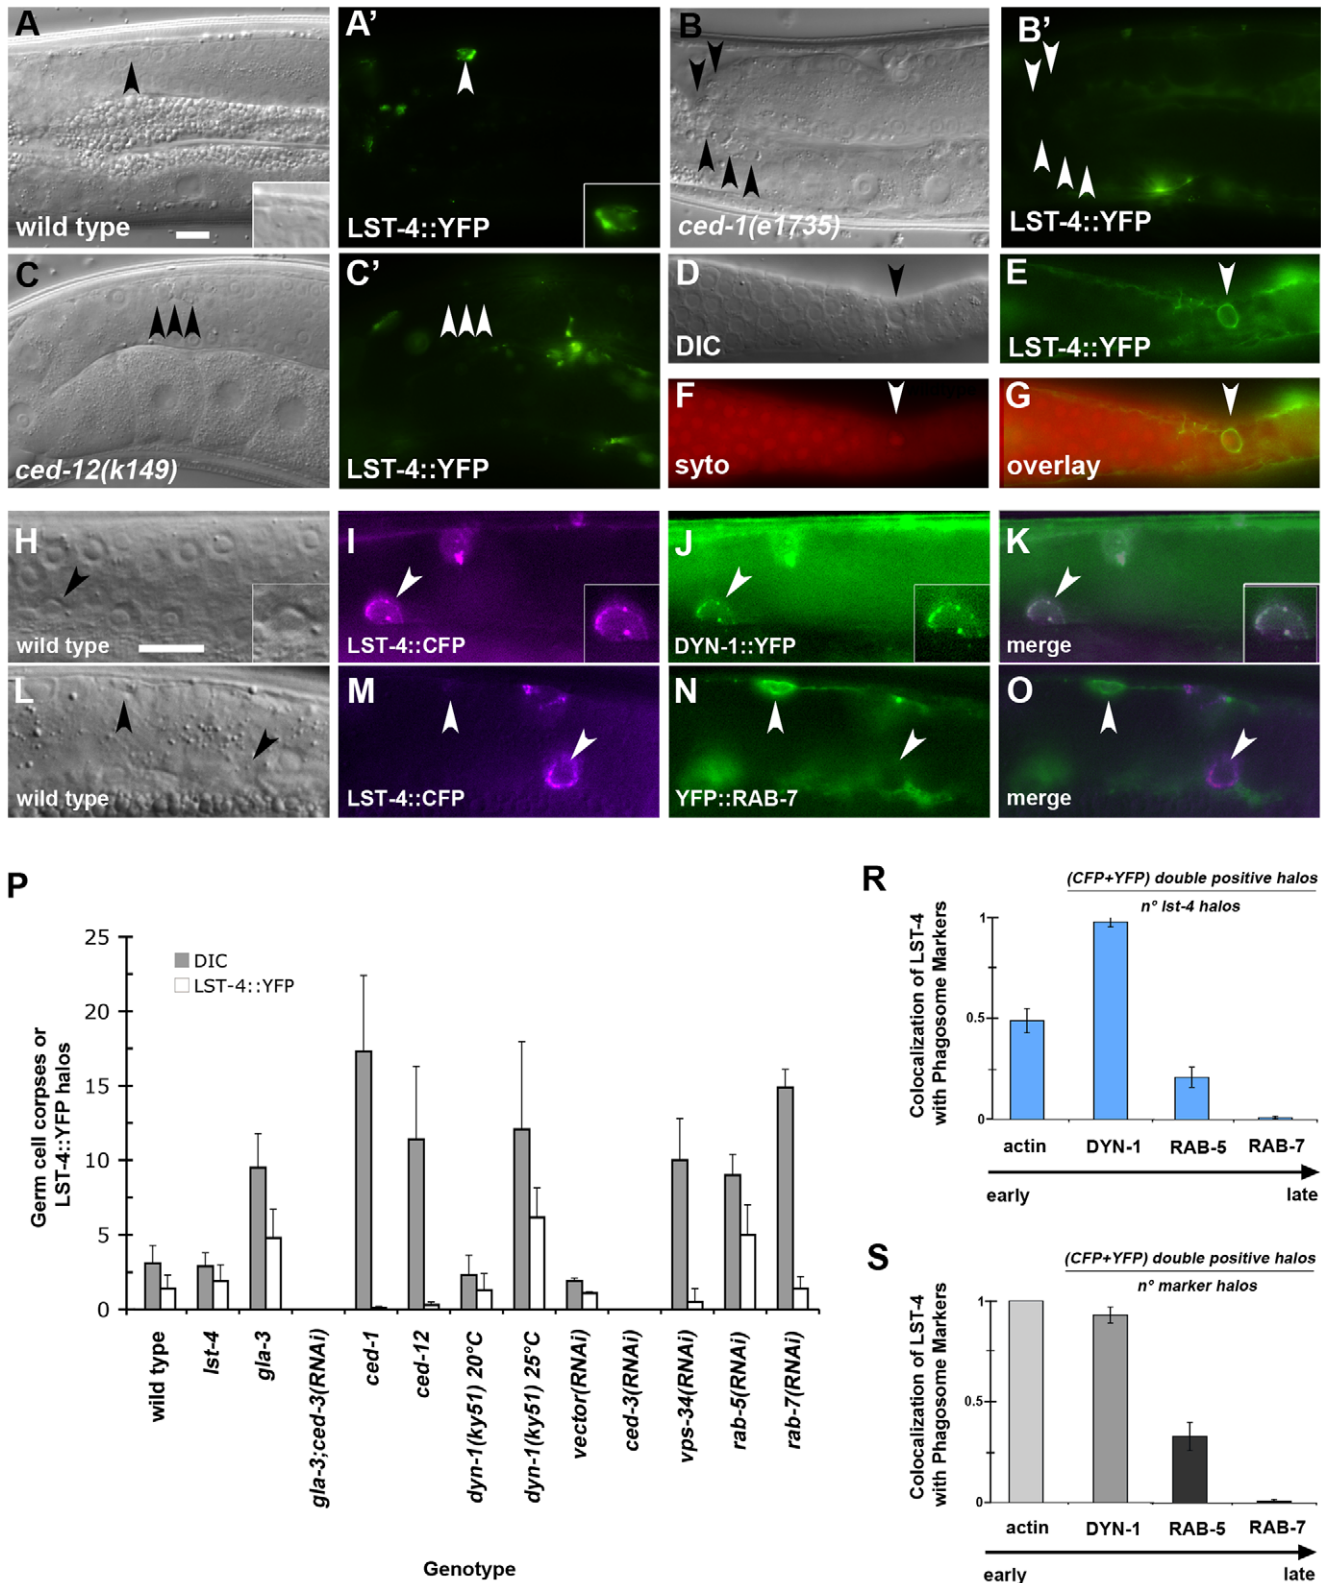 A
wild type
A'
LST-4::YFP
B
ced-1(e1735)
B'
LST-4::YFP
C
ced-12(k149)
C'
LST-4::YFP
D
DIC
E
LST-4::YFP
F
syto
G
overlay
H
wild type
I
LST-4::CFP
J
DYN-1::YFP
K
merge
L
wild type
M
LST-4::CFP
N
YFP::RAB-7
O
merge
P
Germ cell corpses or
LST-4::YFP halos
25
20
15
10
5
0
DIC
LST-4::YFP
wild type
lst-4
gla-3
gla-3;ced-3(RNAi)
ced-1
ced-12
dyn-1(ky51) 20°C
dyn-1(ky51) 25°C
vector(RNAi)
ced-3(RNAi)
vps-34(RNAi)
rab-5(RNAi)
rab-7(RNAi)
Genotype
R
(CFP+YFP) double positive halos
n° lst-4 halos
Colocalization of LST-4
with Phagosome Markers
1
0.5
0
actin
DYN-1
RAB-5
RAB-7
early
late
S
(CFP+YFP) double positive halos
n° marker halos
Colocalization of LST-4
with Phagosome Markers
1
0.5
0
actin
DYN-1
RAB-5
RAB-7
early
late